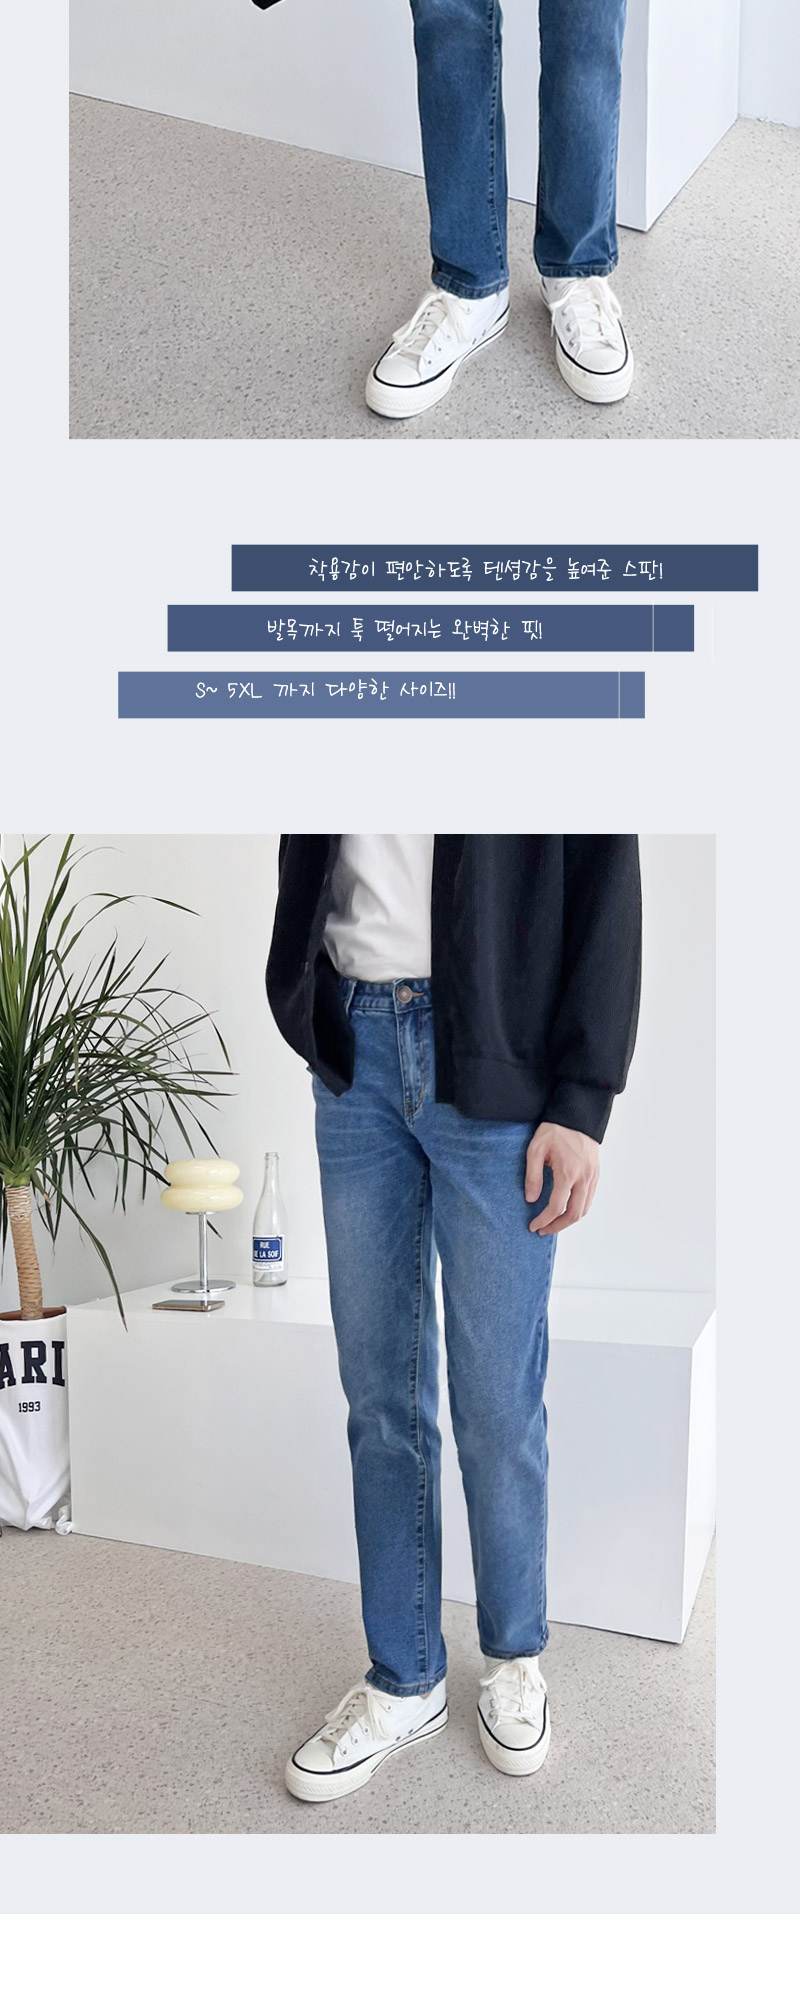 착용감이 편안하도록 텐셤감을 높여준 스판!
발목까지 툭 떨어지는 완벽한 핏!
S~ 5XL 까지 다양한 사이즈!!
RUE
DE LA SOIF
ARI
1993